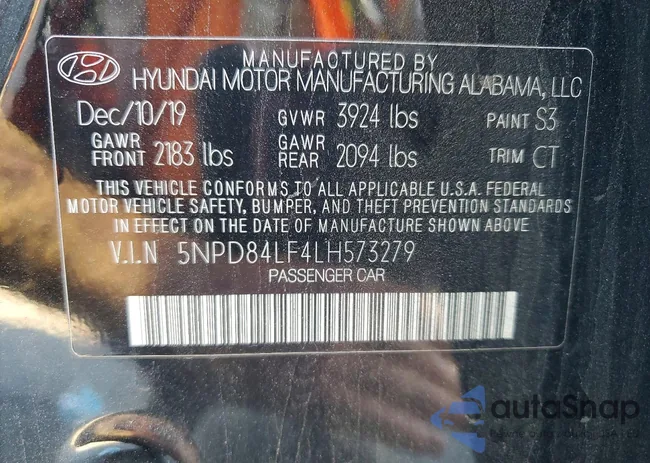 MANUFACTURED BY
HYUNDAI MOTOR MANUFACTURING ALABAMA, LLC
Dec/10/19 GVWR 3924 lbs PAINT S3
GAWR FRONT 2183 lbs GAWR REAR 2094 lbs TRIM CT
THIS VEHICLE CONFORMS TO ALL APPLICABLE U.S.A. FEDERAL
MOTOR VEHICLE SAFETY, BUMPER, AND THEFT PREVENTION STANDARDS
IN EFFECT ON THE DATE OF MANUFACTURE SHOWN ABOVE.
V.I.N 5NPD84LF4LH573279
PASSENGER CAR
autoSnap